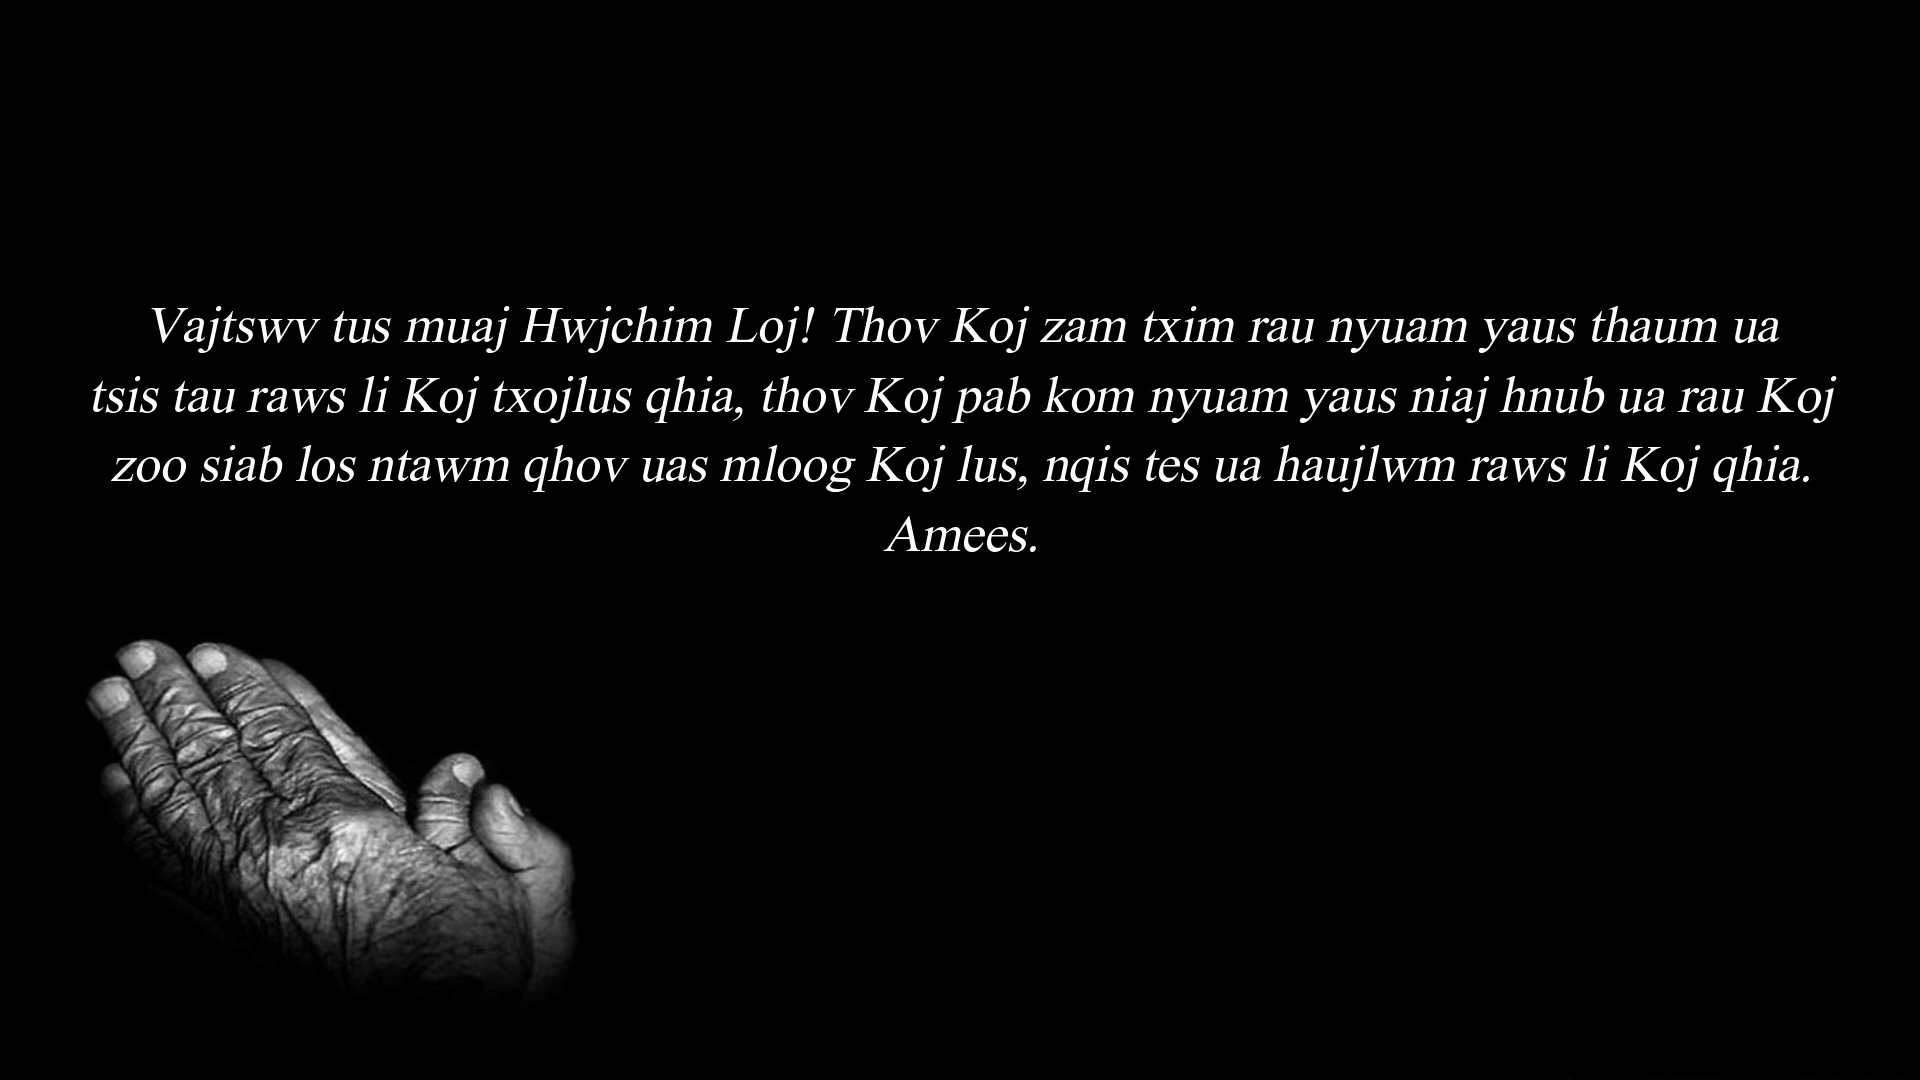 Vajtswv tus muaj Hwjchim Loj! Thov Koj zam txim rau nyuam yaus thaum ua
tsis tau raws li Koj txojlus qhia, thov Koj pab kom nyuam yaus niaj hnub ua rau Koj
zoo siab los ntawm qhov uas mloog Koj lus, nqis tes ua haujlwm raws li Koj qhia.
Amees.